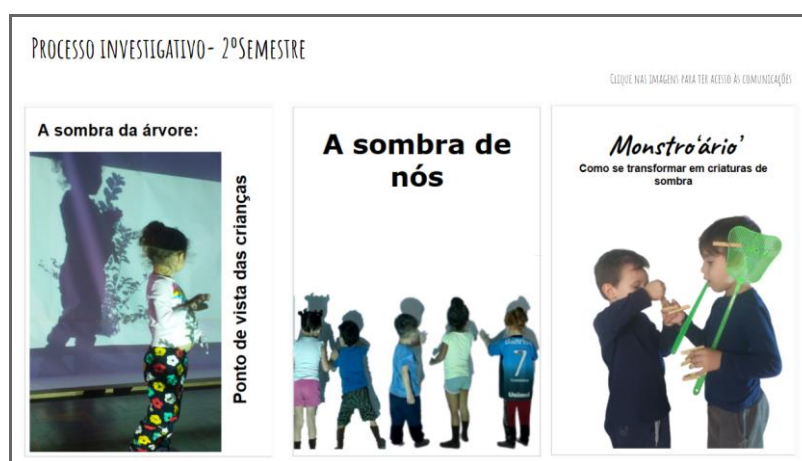 Processo investigativo- 2ºSemestre
Clique nas imagens para ter acesso às comunicações
A sombra da árvore:
Ponto de vista das crianças
A sombra de
nós
7
Monstro'ário'
Como se transformar em criaturas de
sombra